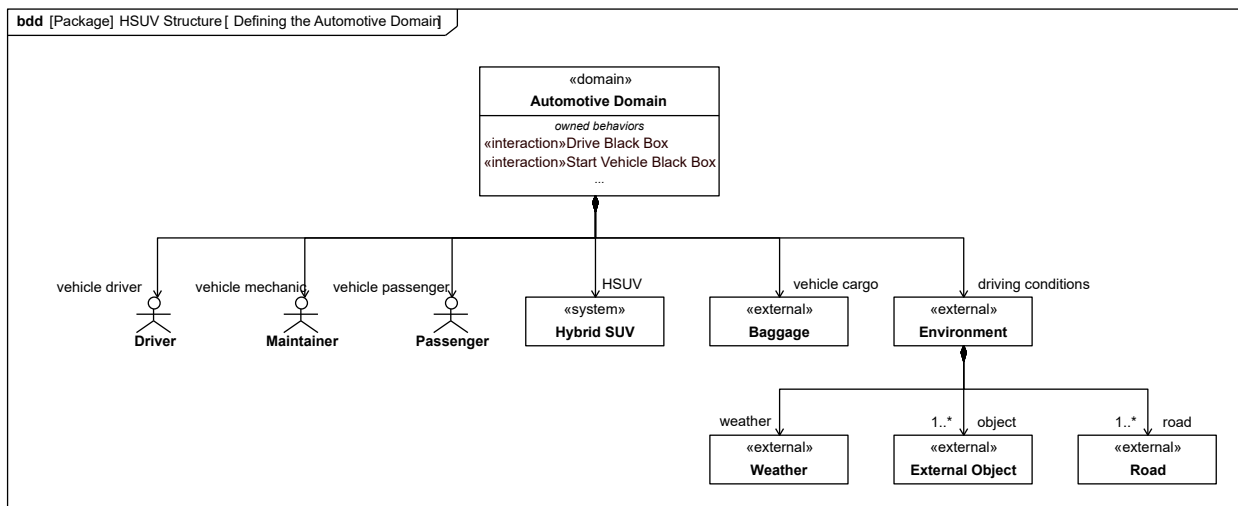 bdd [Package] HSUV Structure [ Defining the Automotive Domain]
«domain»
Automotive Domain
owned behaviors
«interaction»Drive Black Box
«interaction»Start Vehicle Black Box
...
vehicle driver
vehicle mechanic
vehicle passenger
HSUV
vehicle cargo
driving conditions
Driver
Maintainer
Passenger
«system»
Hybrid SUV
«external»
Baggage
«external»
Environment
weather
1..* object
1..* road
«external»
Weather
«external»
External Object
«external»
Road